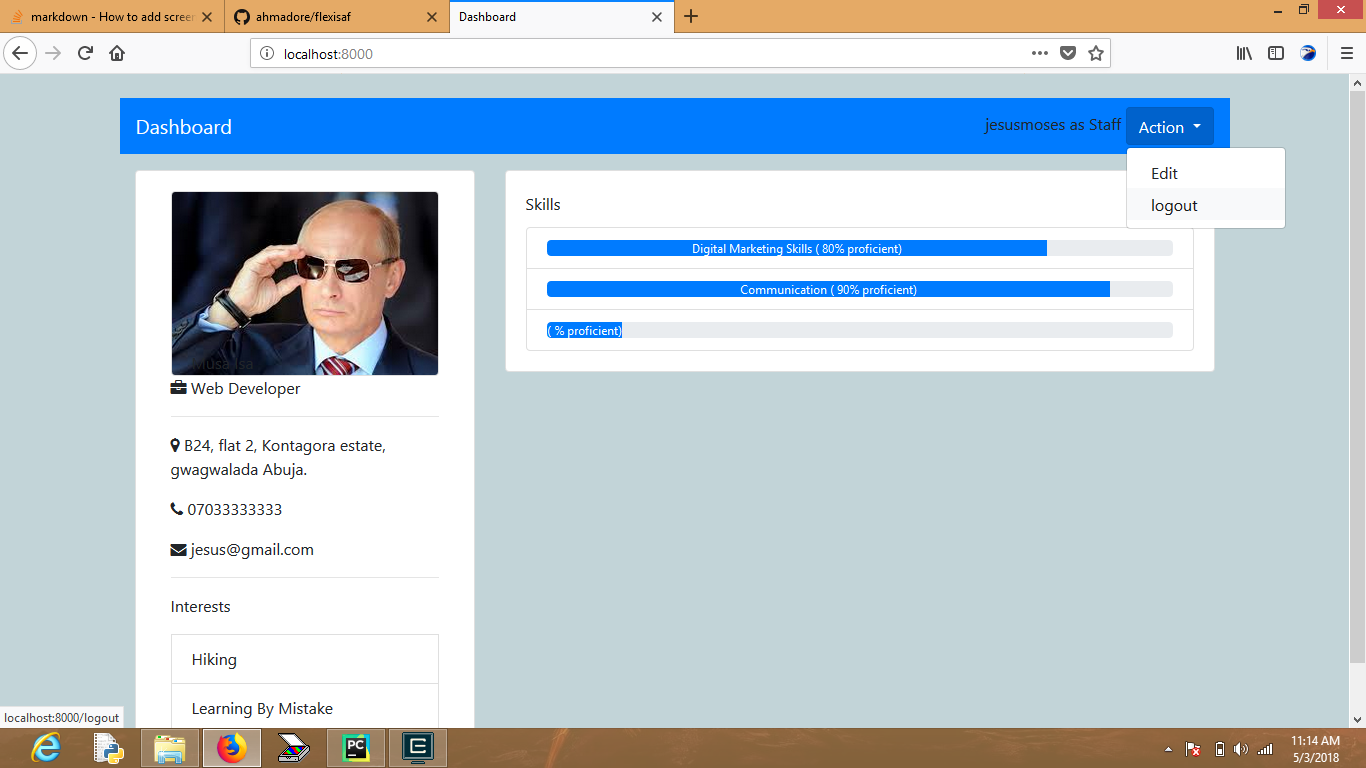 markdown - How to add screen
ahmadore/flexisaf
Dashboard
localhost:8000
Dashboard
jesusmoses as Staff
Action
Edit
logout
Musa Isa
Web Developer
B24, flat 2, Kontagora estate,
gwagwalada Abuja.
07033333333
jesus@gmail.com
Interests
Hiking
Learning By Mistake
Skills
Digital Marketing Skills ( 80% proficient)
Communication ( 90% proficient)
( % proficient)
localhost:8000/logout
PC
11:14 AM
5/3/2018